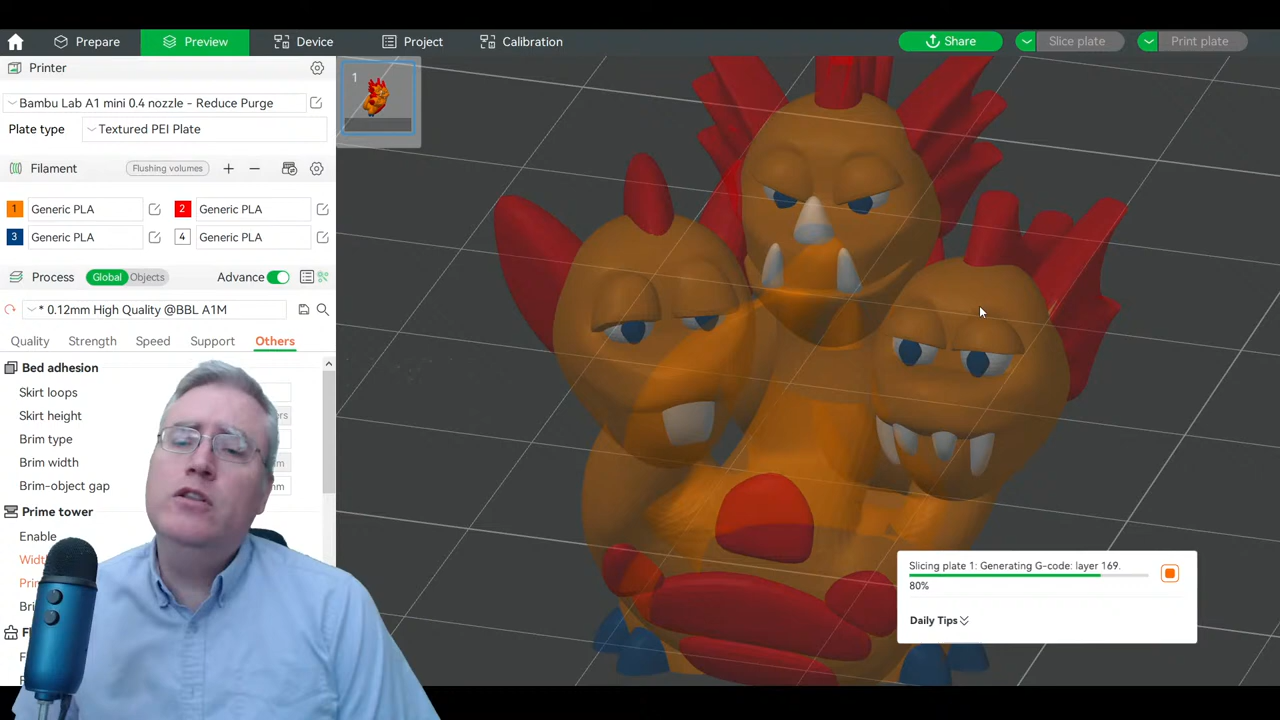 Prepare
Preview
Device
Project
Calibration
Share
Slice plate
Print plate
Printer
Bambu Lab A1 mini 0.4 nozzle - Reduce Purge
Plate type
Textured PEI Plate
1
Filament
Flushing volumes
1 Generic PLA
2 Generic PLA
3 Generic PLA
4 Generic PLA
Process
Global
Objects
Advance
* 0.12mm High Quality @BBL A1M
Quality
Strength
Speed
Support
Others
Bed adhesion
Skirt loops
Skirt height
Brim type
Brim width
Brim-object gap
mm
Prime tower
Enable
Slicing plate 1: Generating G-code: layer 169.
80%
Daily Tips